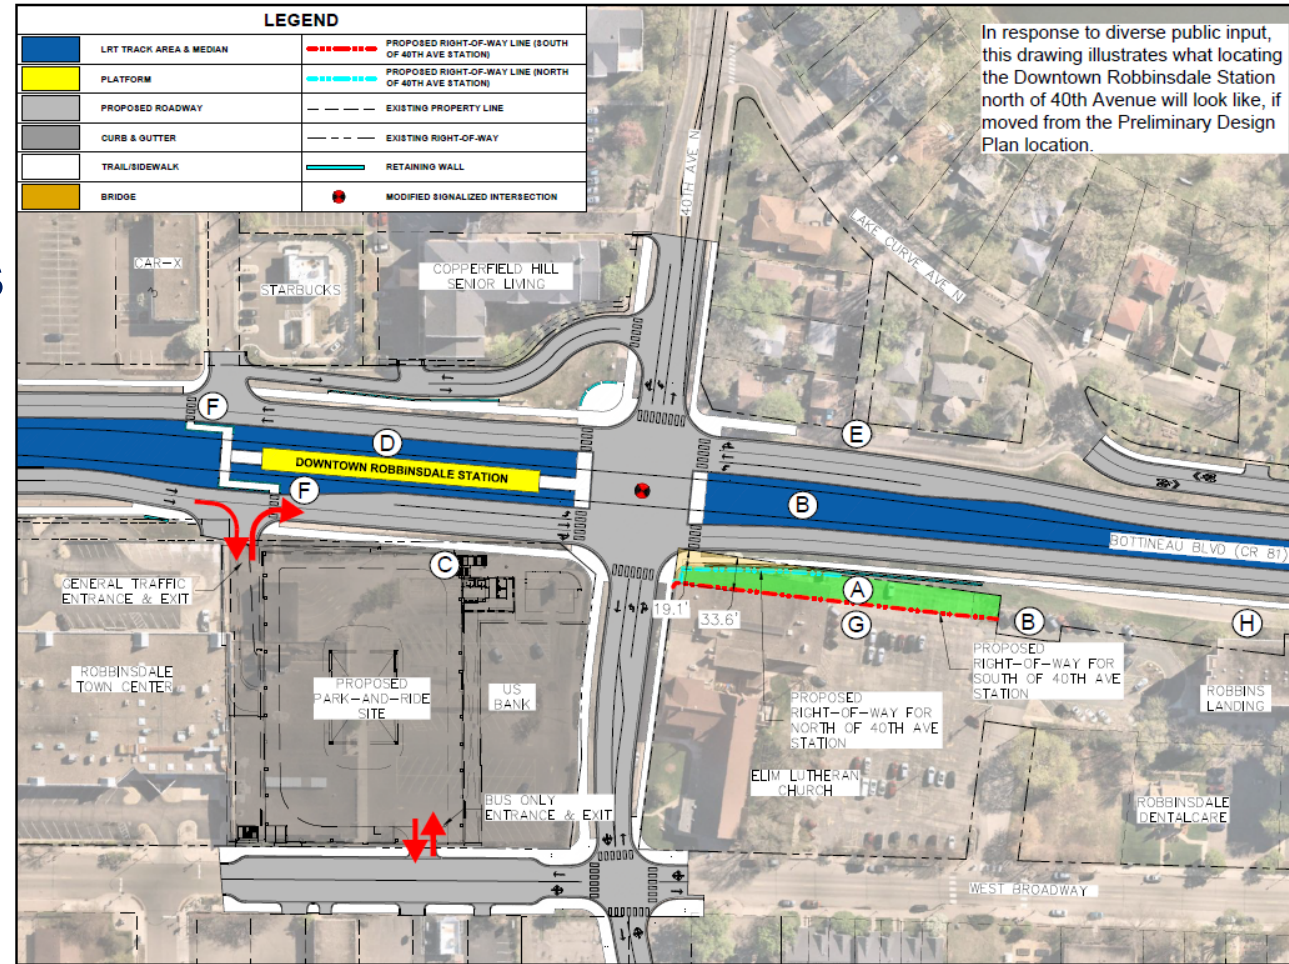 LEGEND
LRT TRACK AREA & MEDIAN
PROPOSED RIGHT-OF-WAY LINE (SOUTH
OF 40TH AVE STATION)
PLATFORM
PROPOSED RIGHT-OF-WAY LINE (NORTH
OF 40TH AVE STATION)
PROPOSED ROADWAY
EXISTING PROPERTY LINE
CURB & GUTTER
EXISTING RIGHT-OF-WAY
TRAIL/SIDEWALK
RETAINING WALL
BRIDGE
MODIFIED SIGNALIZED INTERSECTION
In response to diverse public input,
this drawing illustrates what locating
the Downtown Robbinsdale Station
north of 40th Avenue will look like, if
moved from the Preliminary Design
Plan location.
S
40TH AVE N
LAKE CURVE AVE N
CAR-X
STARBUCKS
COPPERFIELD HILL
SENIOR LIVING
F
D
E
DOWNTOWN ROBBINSDALE STATION
F
B
BOTTINEAU BLVD (CR 81)
C
GENERAL TRAFFIC
ENTRANCE & EXIT
A
19.1'
33.6'
G
B
H
PROPOSED
RIGHT-OF-WAY FOR
SOUTH OF 40TH AVE
STATION
ROBBINSDALE
TOWN CENTER
PROPOSED
PARK-AND-RIDE
SITE
US
BANK
PROPOSED
RIGHT-OF-WAY FOR
NORTH OF 40TH AVE
STATION
ROBBINS
LANDING
ELIM LUTHERAN
CHURCH
BUS ONLY
ENTRANCE & EXIT
ROBBINSDALE
DENTALCARE
WEST BROADWAY